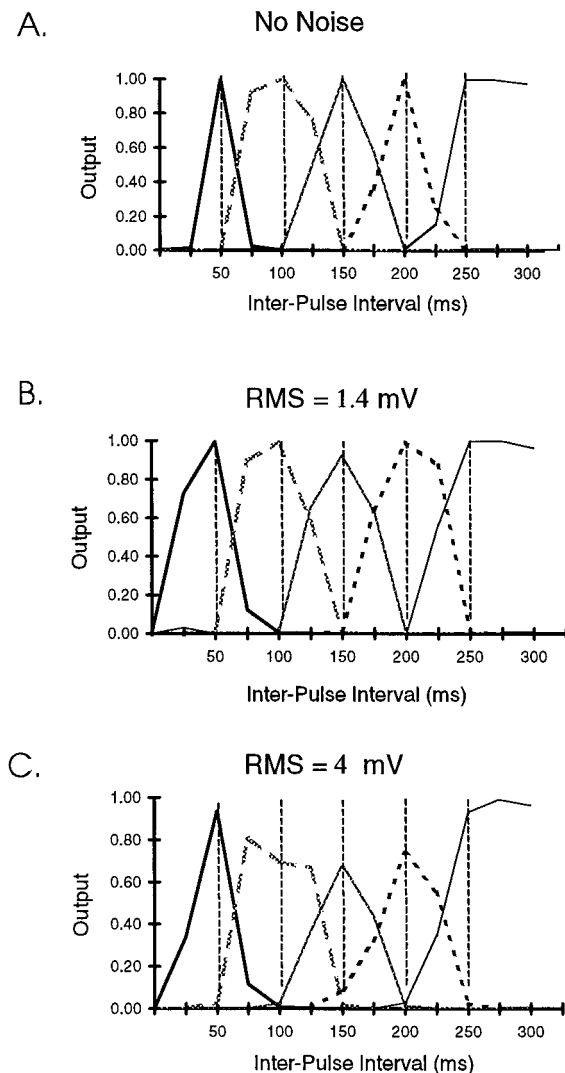 A.
No Noise
1.00
0.80
0.60
0.40
0.20
0.00
Output
50 100 150 200 250 300
Inter-Pulse Interval (ms)
B.
RMS = 1.4 mV
1.00
0.80
0.60
0.40
0.20
0.00
Output
50 100 150 200 250 300
Inter-Pulse Interval (ms)
C.
RMS = 4 mV
1.00
0.80
0.60
0.40
0.20
0.00
Output
50 100 150 200 250 300
Inter-Pulse Interval (ms)